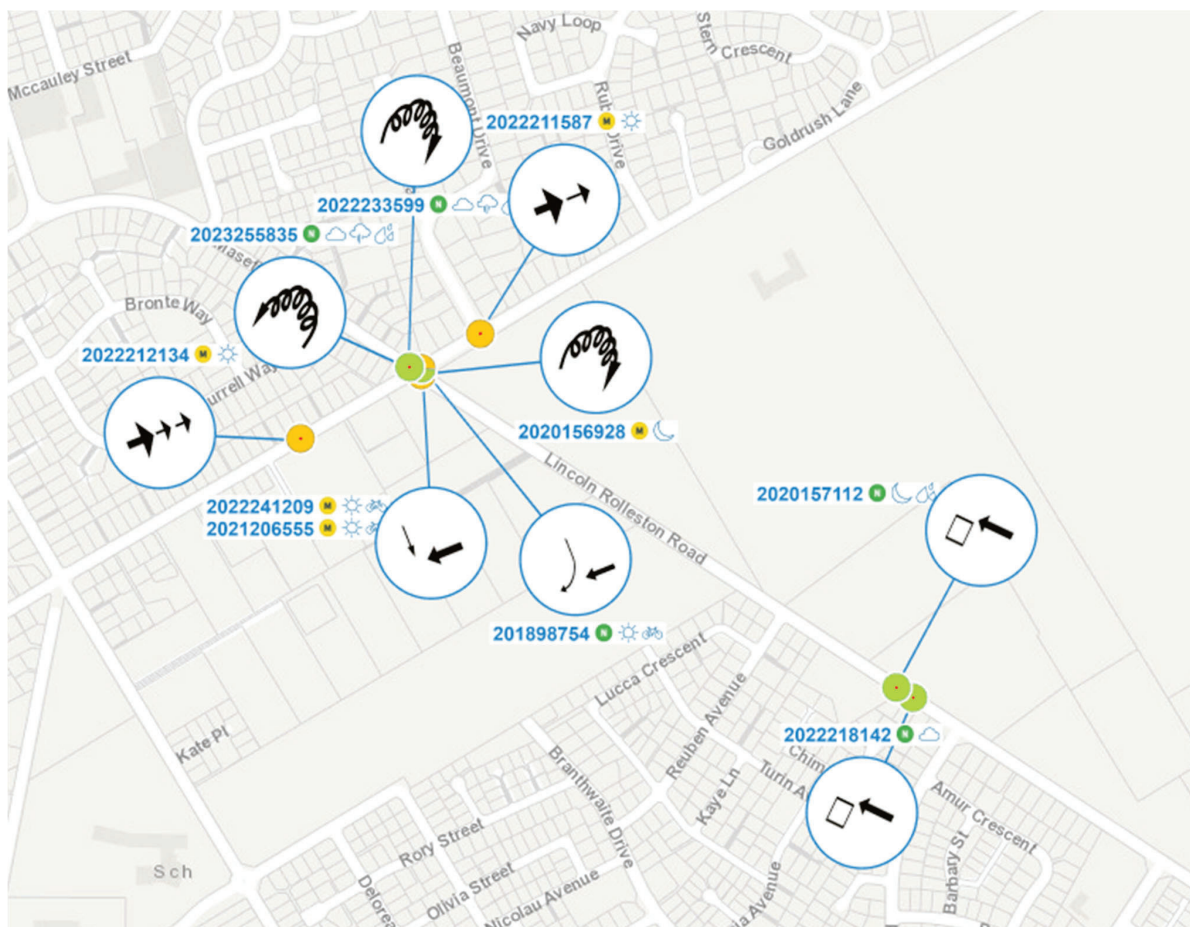 Navy Loop
Stern Crescent
Mccauley Street
Beaumont Drive
Goldrush Lane
2022211587 M
2022233599 N
2023255835 N
Bronte Way
2022212134 M
2020156928 M
Lincoln Rolleston Road
2020157112 N
2022241209 M
2021206555 M
201898754 N
Lucca Crescent
Reuben Avenue
2022218142 N
Kate Pl
Kaye Ln
Branthwaite Drive
Amur Crescent
Rory Street
Barbary St
Sch
Olivia Street
Nicolau Avenue